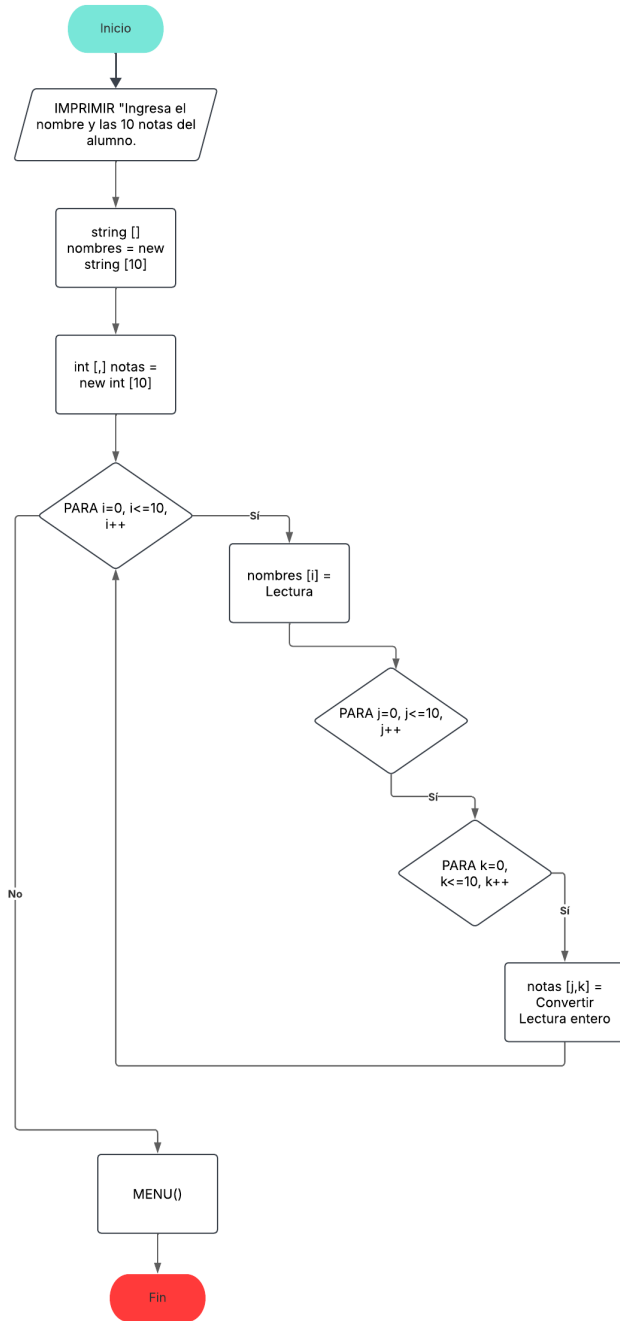 Inicio
IMPRIMIR "Ingresa el
nombre y las 10 notas del
alumno.
string []
nombres = new
string [10]
int [,] notas =
new int [10]
PARA i=0, i<=10,
i++
Sí
nombres [i] =
Lectura
PARA j=0, j<=10,
j++
Sí
PARA k=0,
k<=10, k++
Sí
No
notas [j,k] =
Convertir
Lectura entero
MENU()
Fin